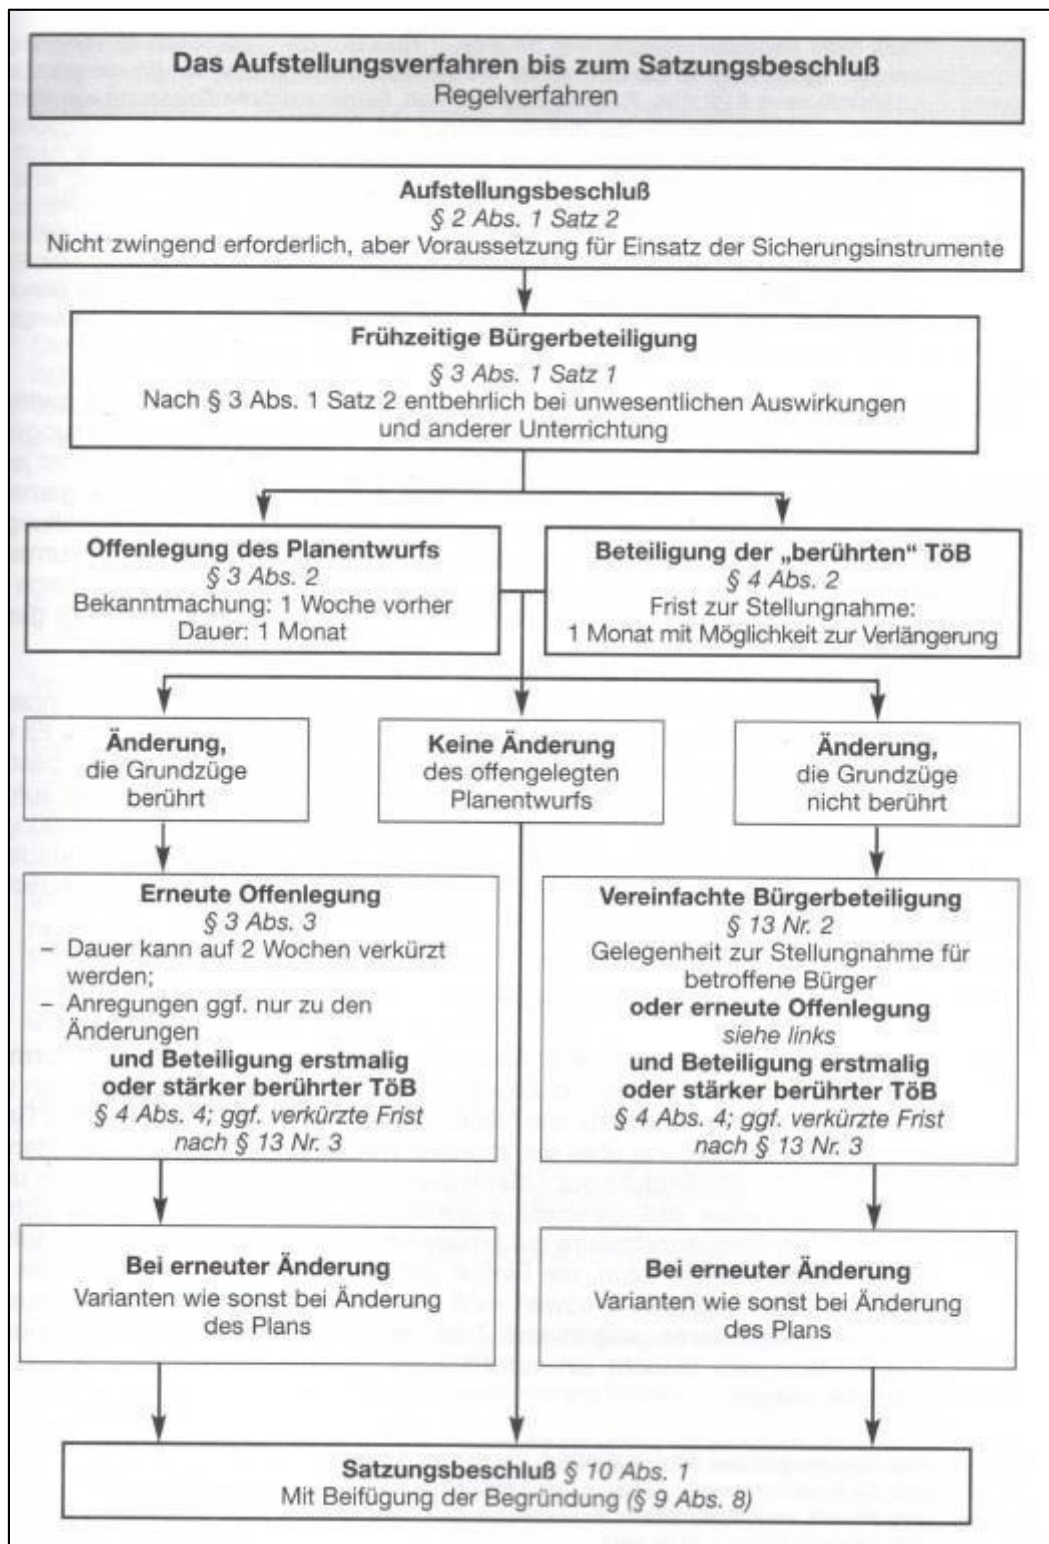 Das Aufstellungsverfahren bis zum Satzungsbeschluß
Regelverfahren
Aufstellungsbeschluß
§ 2 Abs. 1 Satz 2
Nicht zwingend erforderlich, aber Voraussetzung für Einsatz der Sicherungsinstrumente
Frühzeitige Bürgerbeteiligung
§ 3 Abs. 1 Satz 1
Nach § 3 Abs. 1 Satz 2 entbehrlich bei unwesentlichen Auswirkungen
und anderer Unterrichtung
Offenlegung des Planentwurfs
§ 3 Abs. 2
Bekanntmachung: 1 Woche vorher
Dauer: 1 Monat
Beteiligung der „berührten“ TöB
§ 4 Abs. 2
Frist zur Stellungnahme:
1 Monat mit Möglichkeit zur Verlängerung
Änderung,
die Grundzüge
berührt
Keine Änderung
des offengelegten
Planentwurfs
Änderung,
die Grundzüge
nicht berührt
Erneute Offenlegung
§ 3 Abs. 3
– Dauer kann auf 2 Wochen verkürzt
werden;
– Anregungen ggf. nur zu den
Änderungen
und Beteiligung erstmalig
oder stärker berührter TöB
§ 4 Abs. 4; ggf. verkürzte Frist
nach § 13 Nr. 3
Vereinfachte Bürgerbeteiligung
§ 13 Nr. 2
Gelegenheit zur Stellungnahme für
betroffene Bürger
oder erneute Offenlegung
siehe links
und Beteiligung erstmalig
oder stärker berührter TöB
§ 4 Abs. 4; ggf. verkürzte Frist
nach § 13 Nr. 3
Bei erneuter Änderung
Varianten wie sonst bei Änderung
des Plans
Bei erneuter Änderung
Varianten wie sonst bei Änderung
des Plans
Satzungsbeschluß § 10 Abs. 1
Mit Beifügung der Begründung (§ 9 Abs. 8)